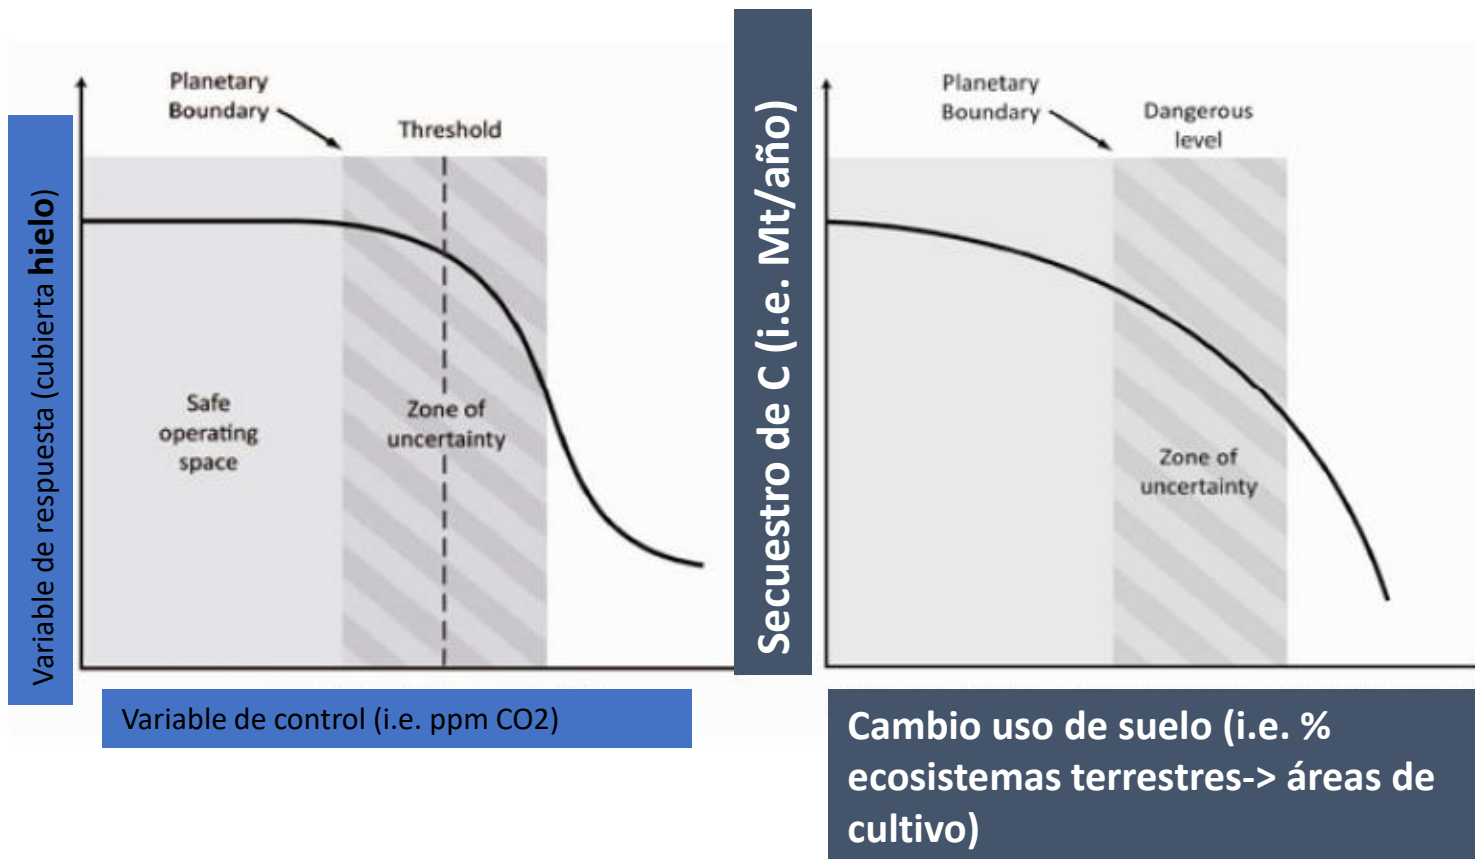 Planetary
Boundary
Threshold
Safe
operating
space
Zone of
uncertainty
Variable de respuesta (cubierta hielo)
Variable de control (i.e. ppm CO2)
Secuestro de C (i.e. Mt/año)
Planetary
Boundary
Dangerous
level
Zone of
uncertainty
Cambio uso de suelo (i.e. %
ecosistemas terrestres-> áreas de
cultivo)